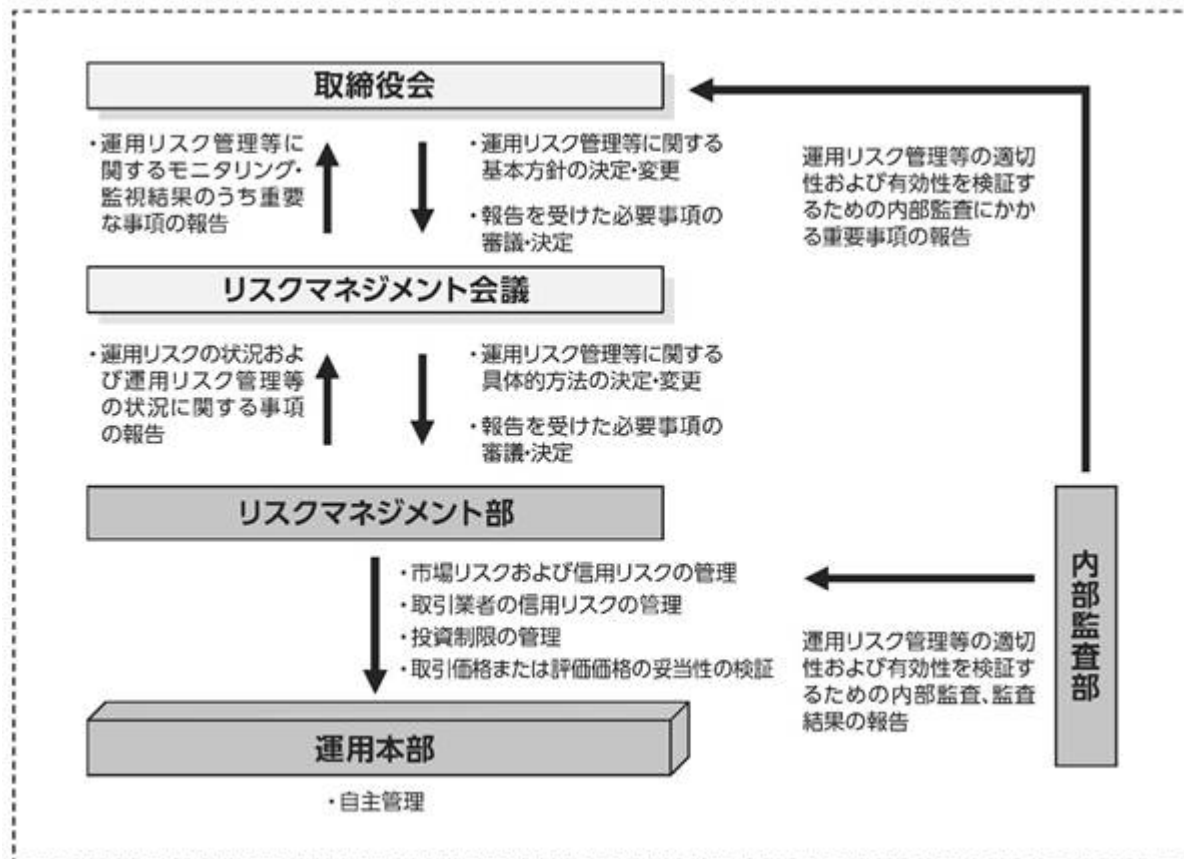 取締役会
・運用リスク管理等に
関するモニタリング・
監視結果のうち重要
な事項の報告
・運用リスク管理等に関する
基本方針の決定・変更
・報告を受けた必要事項の
審議・決定
運用リスク管理等の適切
性および有効性を検証す
るための内部監査にかか
る重要事項の報告
リスクマネジメント会議
・運用リスクの状況およ
び運用リスク管理等
の状況に関する事項
の報告
・運用リスク管理等に関する
具体的方法の決定・変更
・報告を受けた必要事項の
審議・決定
リスクマネジメント部
・市場リスクおよび信用リスクの管理
・取引業者の信用リスクの管理
・投資制限の管理
・取引価格または評価価格の妥当性の検証
内部監査部
運用リスク管理等の適切
性および有効性を検証す
るための内部監査、監査
結果の報告
運用本部
・自主管理